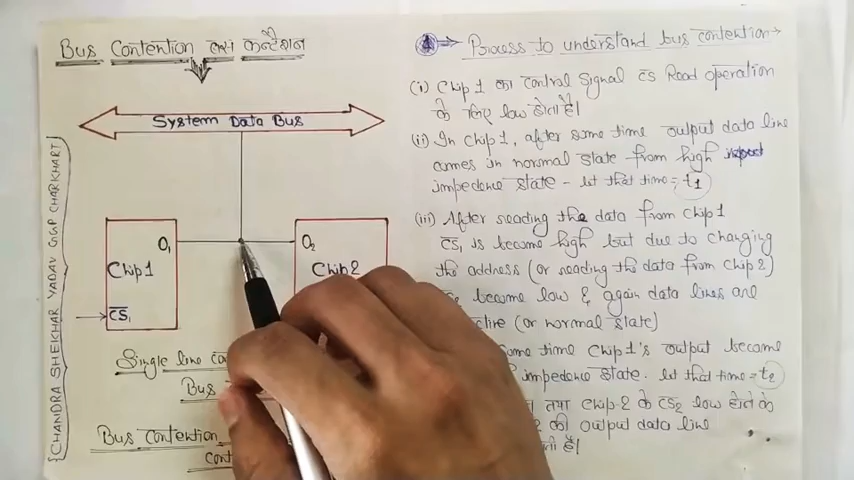 Bus Contention बस कन्टेंशन
System Data Bus
O1
O2
Chip1
Chip2
CS1
Single line
Bus
Bus contention
cont
CHANDRA SHEKHAR YADAV GGP CHARKHARI
Process to understand bus contention→
(i) Chip 1 का control signal CS Read operation
के लिए low होता है।
(ii) In chip 1, after some time output data line
comes in normal state from high
impedence state - let that time = t1
(iii) After reading the data from chip 1
CS1 is become high but due to changing
the address (or reading the data from chip 2)
become low & again data lines are
(or normal state)
some time chip 1's output become
impedence state. let that time = t2
तथा chip-2 के CS2 low होने के
की output data line
है।